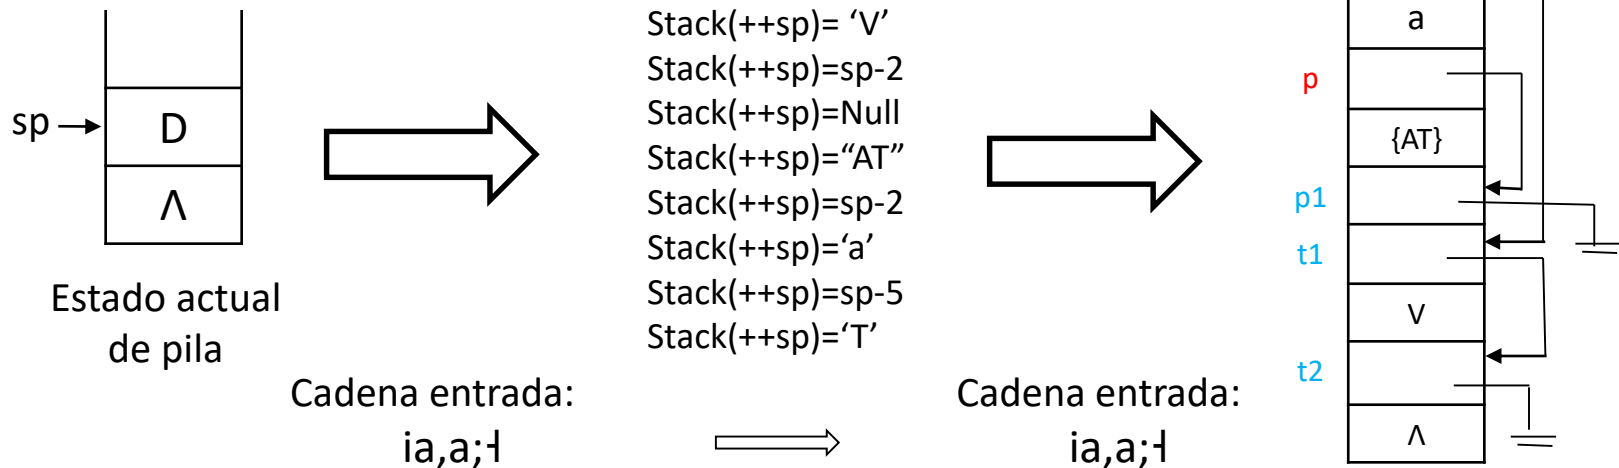 sp
D
Λ
Estado actual
de pila
Stack(++sp)= ‘V’
Stack(++sp)=sp-2
Stack(++sp)=Null
Stack(++sp)=“AT”
Stack(++sp)=sp-2
Stack(++sp)=‘a’
Stack(++sp)=sp-5
Stack(++sp)=‘T’
Cadena entrada:
ia,a;⊣
Cadena entrada:
ia,a;⊣
a
p
{AT}
p1
t1
V
t2
Λ